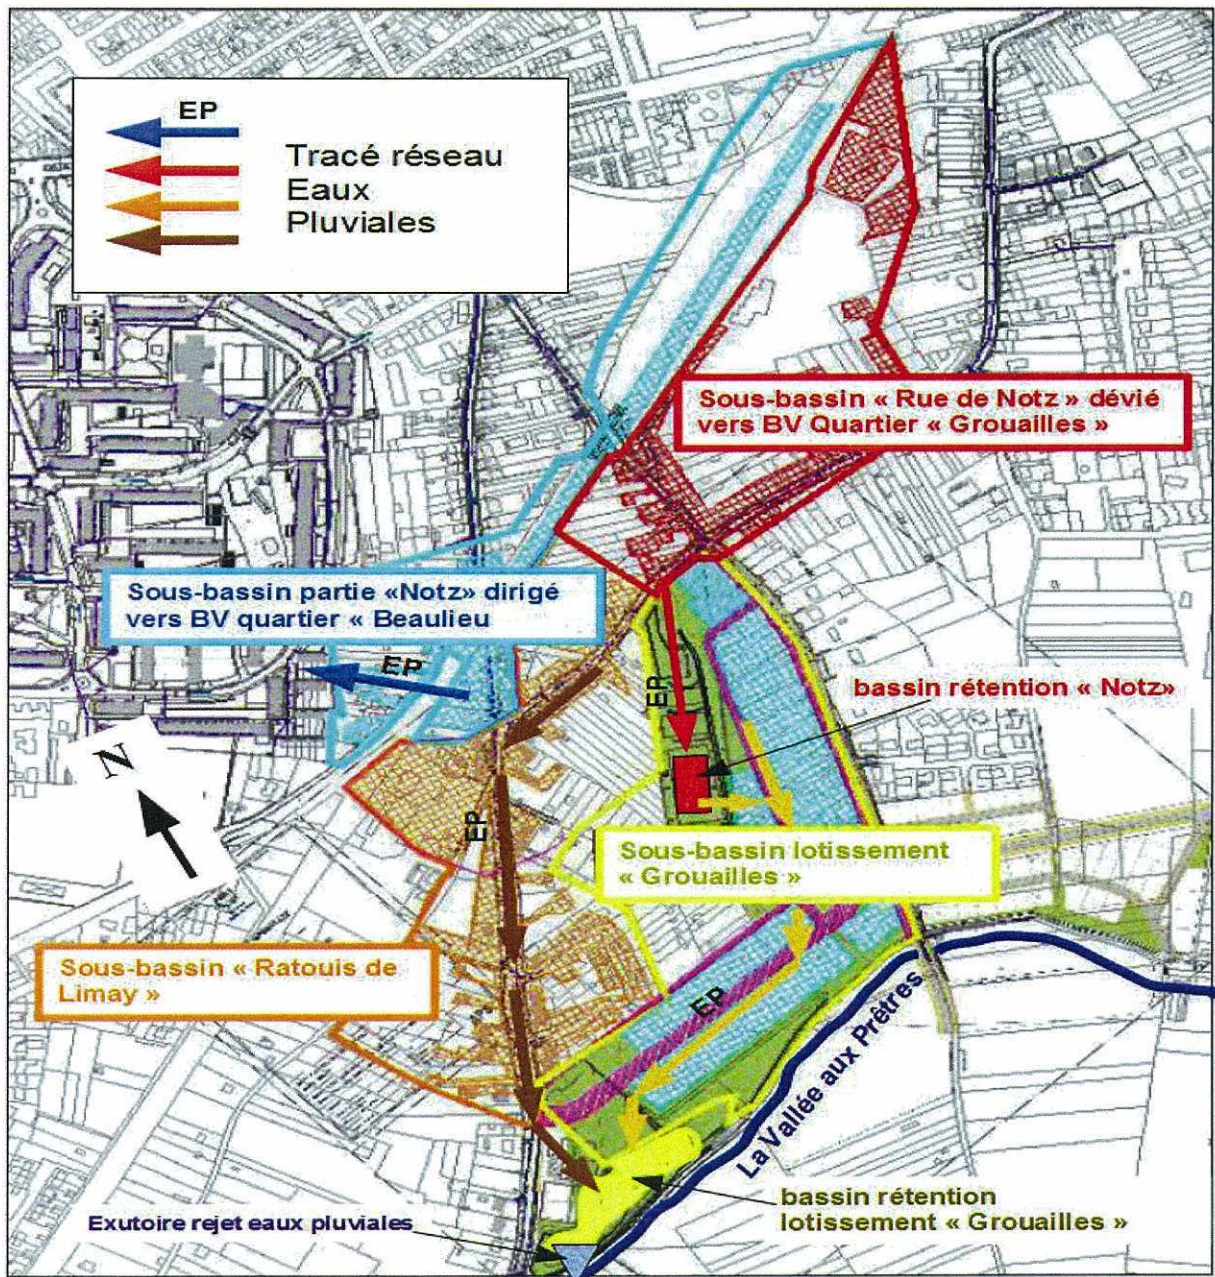 EP
Tracé réseau
Eaux
Pluviales
Sous-bassin « Rue de Notz » dévié
vers BV Quartier « Grouailles »
Sous-bassin partie «Notz» dirigé
vers BV quartier « Beaulieu
EP
EP
bassin rétention « Notz»
N
EP
Sous-bassin lotissement
« Grouailles »
Sous-bassin « Ratouis de
Limay »
EP
La Vallée aux Prêtres
bassin rétention
lotissement « Grouailles »
Exutoire rejet eaux pluviales